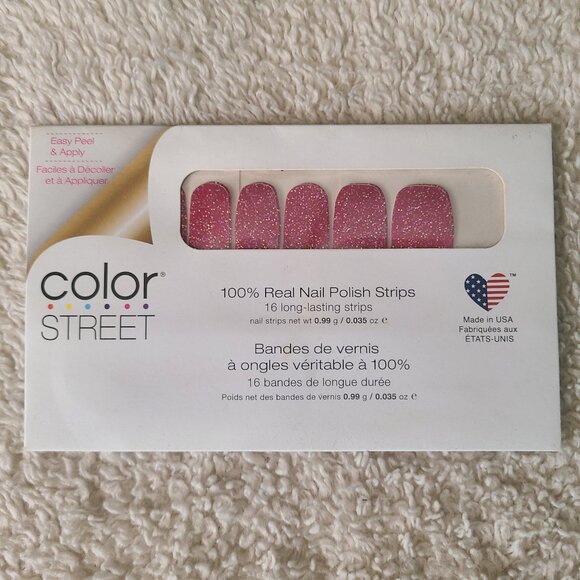 Easy Peel
& Apply
Faciles à Décoller
et à Appliquer
color®
STREET
100% Real Nail Polish Strips
16 long-lasting strips
nail strips net wt 0.99 g / 0.035 oz ℮
Bandes de vernis
à ongles véritable à 100%
16 bandes de longue durée
Poids net des bandes de vernis 0.99 g / 0.035 oz ℮
™
Made in USA
Fabriquées aux
ÉTATS-UNIS